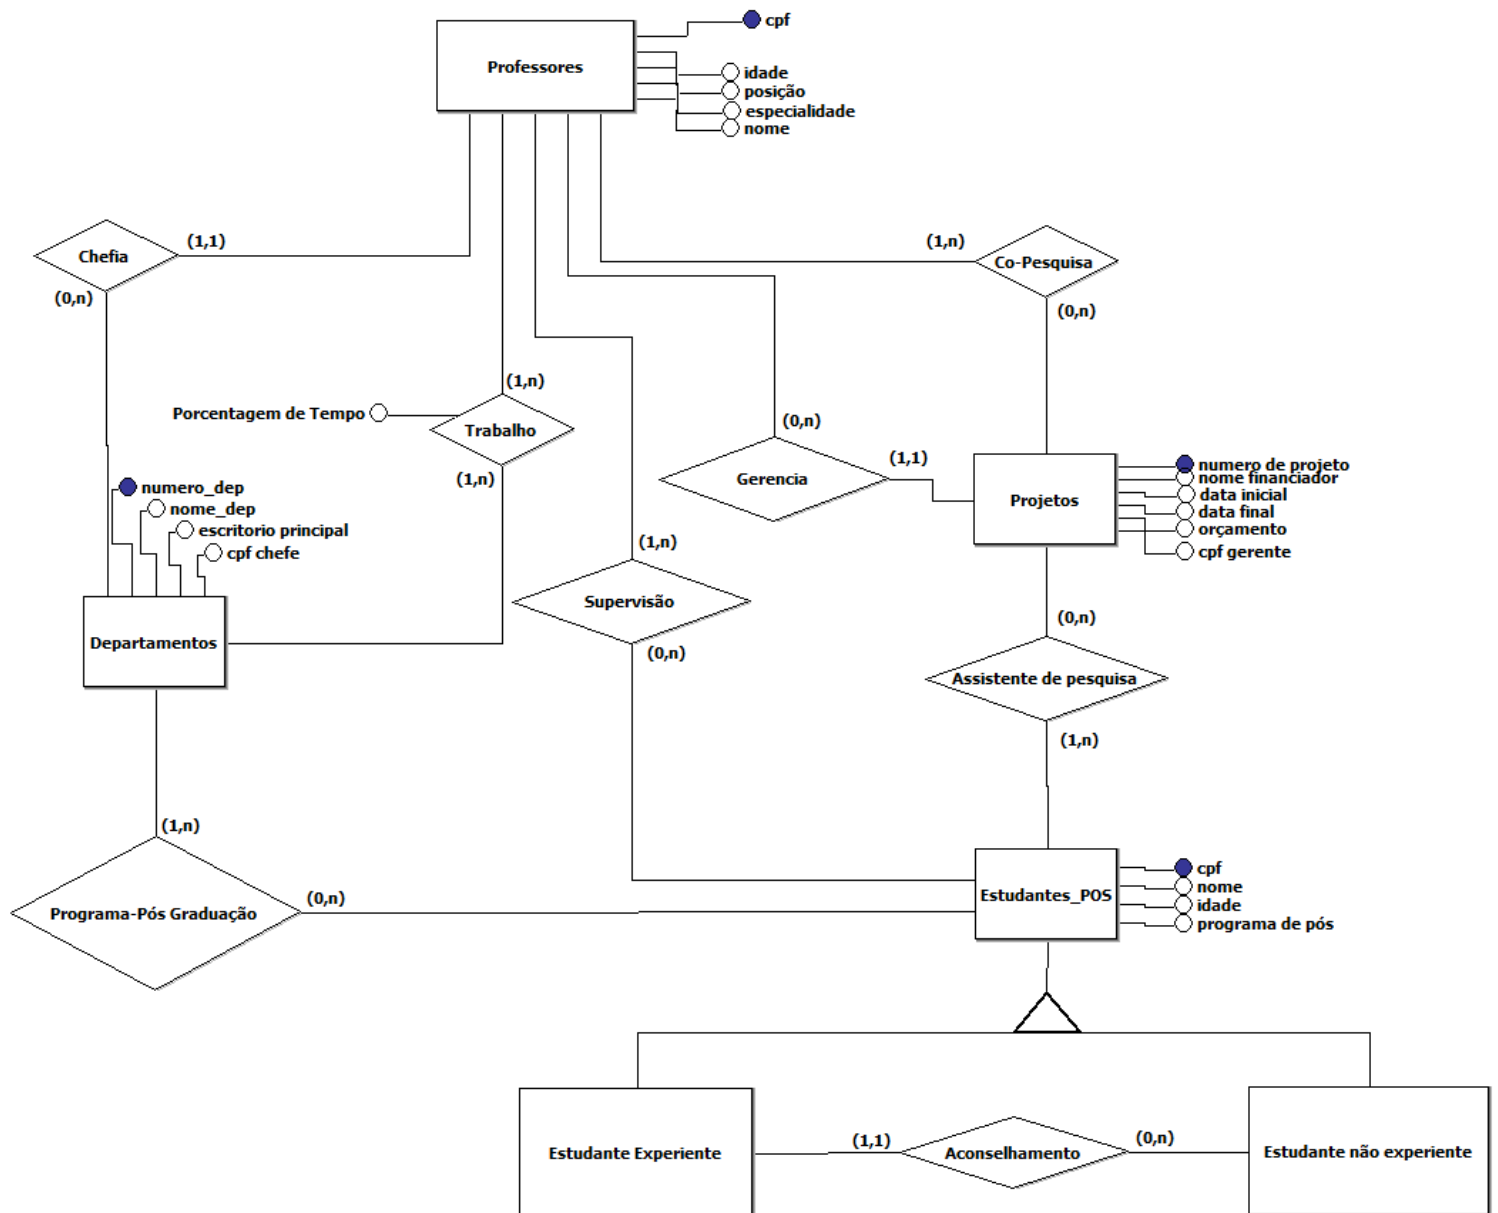 cpf
Professores
idade
posição
especialidade
nome
Chefia
(1,1)
(0,n)
(1,n)
Co-Pesquisa
(0,n)
(1,n)
Porcentagem de Tempo
Trabalho
(1,n)
(0,n)
Gerencia
(1,1)
Projetos
numero de projeto
nome financiador
data inicial
data final
orçamento
cpf gerente
numero_dep
nome_dep
escritorio principal
cpf chefe
Departamentos
(1,n)
Supervisão
(0,n)
(0,n)
Assistente de pesquisa
(1,n)
(1,n)
Programa-Pós Graduação
(0,n)
Estudantes_POS
cpf
nome
idade
programa de pós
Estudante Experiente
(1,1)
Aconselhamento
(0,n)
Estudante não experiente